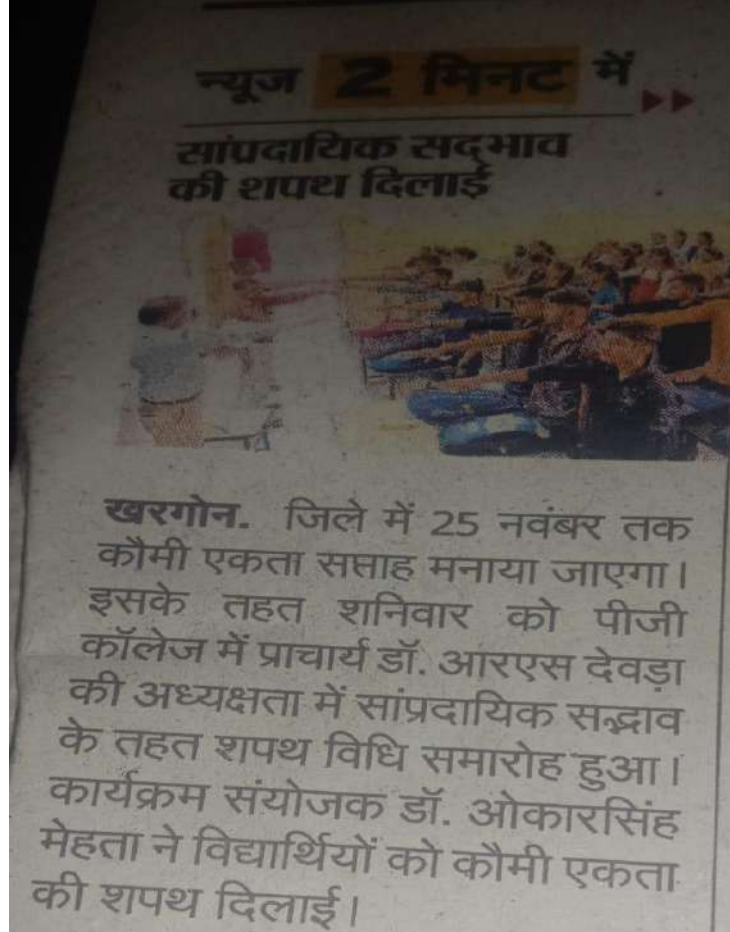 न्यूज 2 मिनट में
सांप्रदायिक सद्भाव
की शपथ दिलाई
खरगोन. जिले में 25 नवंबर तक
कौमी एकता सप्ताह मनाया जाएगा।
इसके तहत शनिवार को पीजी
कॉलेज में प्राचार्य डॉ. आरएस देवड़ा
की अध्यक्षता में सांप्रदायिक सद्भाव
के तहत शपथ विधि समारोह हुआ।
कार्यक्रम संयोजक डॉ. ओकारसिंह
मेहता ने विद्यार्थियों को कौमी एकता
की शपथ दिलाई।